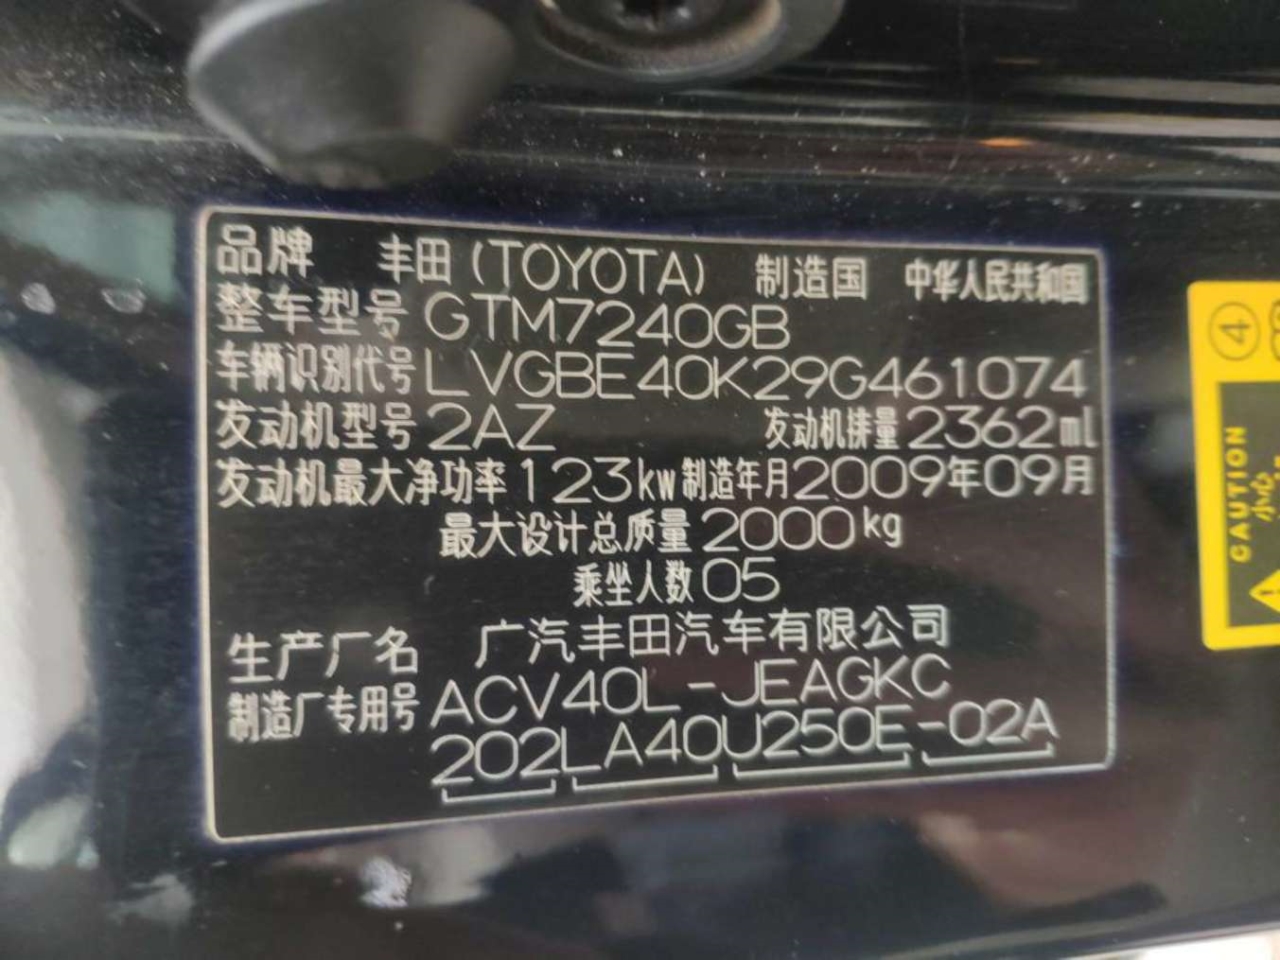 品牌 丰田(TOYOTA) 制造国 中华人民共和国
整车型号 GTM7240GB
车辆识别代号 LVGBE40K29G461074
发动机型号 2AZ 发动机排量 2362ml
发动机最大净功率 123kw 制造年月 2009年09月
最大设计总质量 2000kg
乘坐人数 05
生产厂名 广汽丰田汽车有限公司
制造厂专用号 ACV40L-JEAGKC
202LA40U250E-02A
④
CAUTION
小心